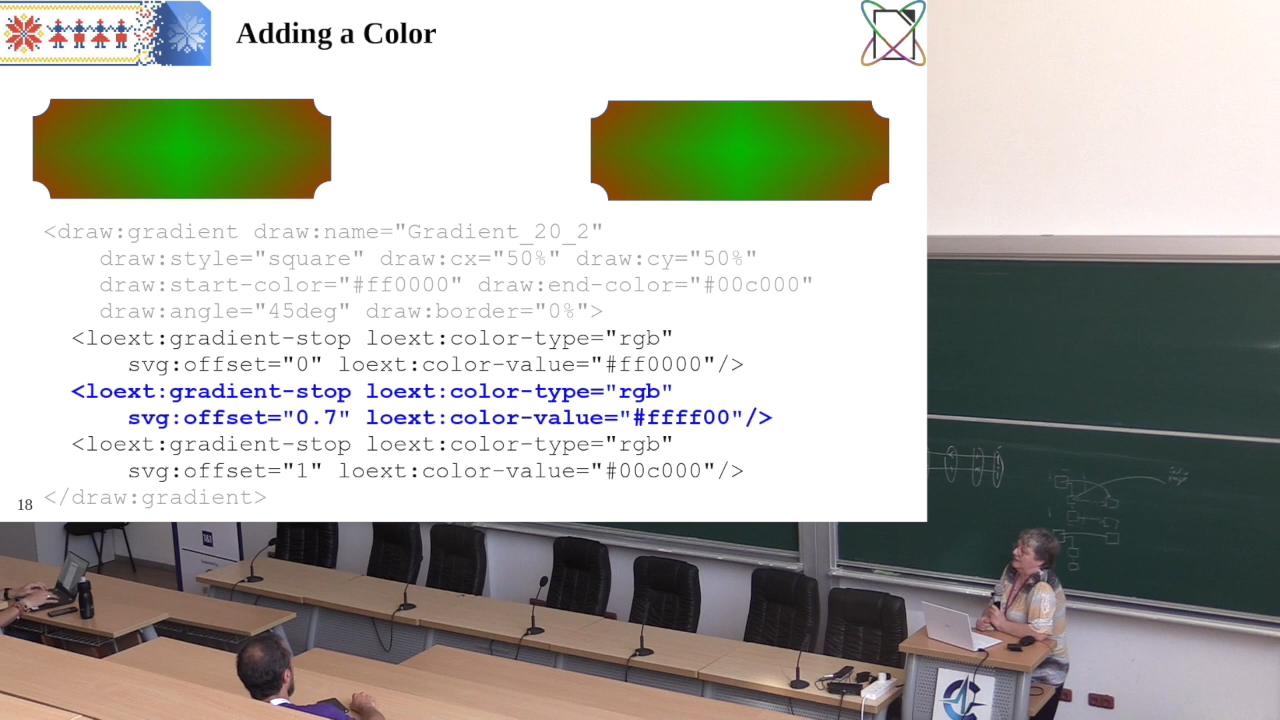 Adding a Color
<draw:gradient draw:name="Gradient_20_2"
draw:style="square" draw:cx="50%" draw:cy="50%"
draw:start-color="#ff0000" draw:end-color="#00c000"
draw:angle="45deg" draw:border="0%">
<loext:gradient-stop loext:color-type="rgb"
svg:offset="0" loext:color-value="#ff0000"/>
<loext:gradient-stop loext:color-type="rgb"
svg:offset="0.7" loext:color-value="#ffff00"/>
<loext:gradient-stop loext:color-type="rgb"
svg:offset="1" loext:color-value="#00c000"/>
</draw:gradient>
18